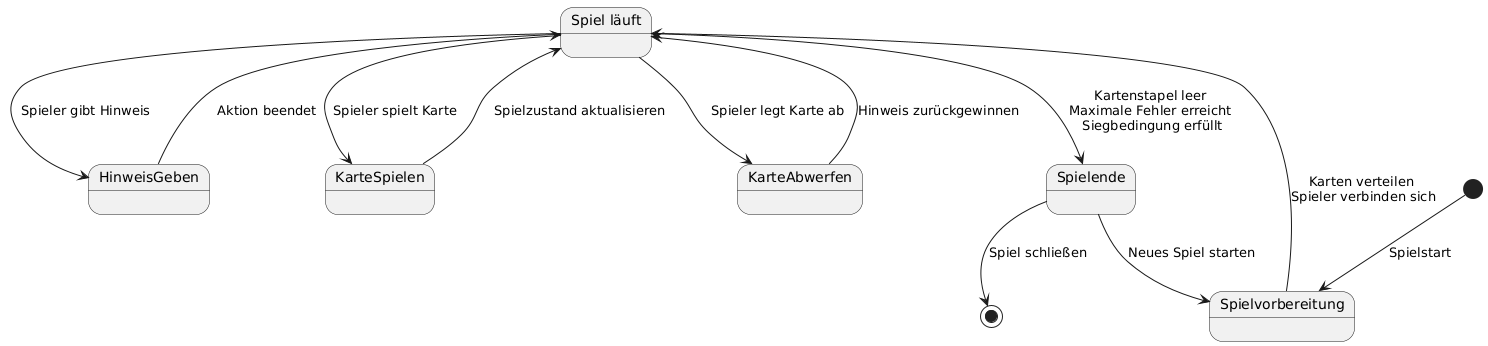 Spiel läuft
Spieler gibt Hinweis
Aktion beendet
Spieler spielt Karte
Spielzustand aktualisieren
Spieler legt Karte ab
Hinweis zurückgewinnen
Kartenstapel leer
Maximale Fehler erreicht
Siegbedingung erfüllt
HinweisGeben
KarteSpielen
KarteAbwerfen
Spielende
Karten verteilen
Spieler verbinden sich
Spiel schließen
Neues Spiel starten
Spielstart
Spielvorbereitung